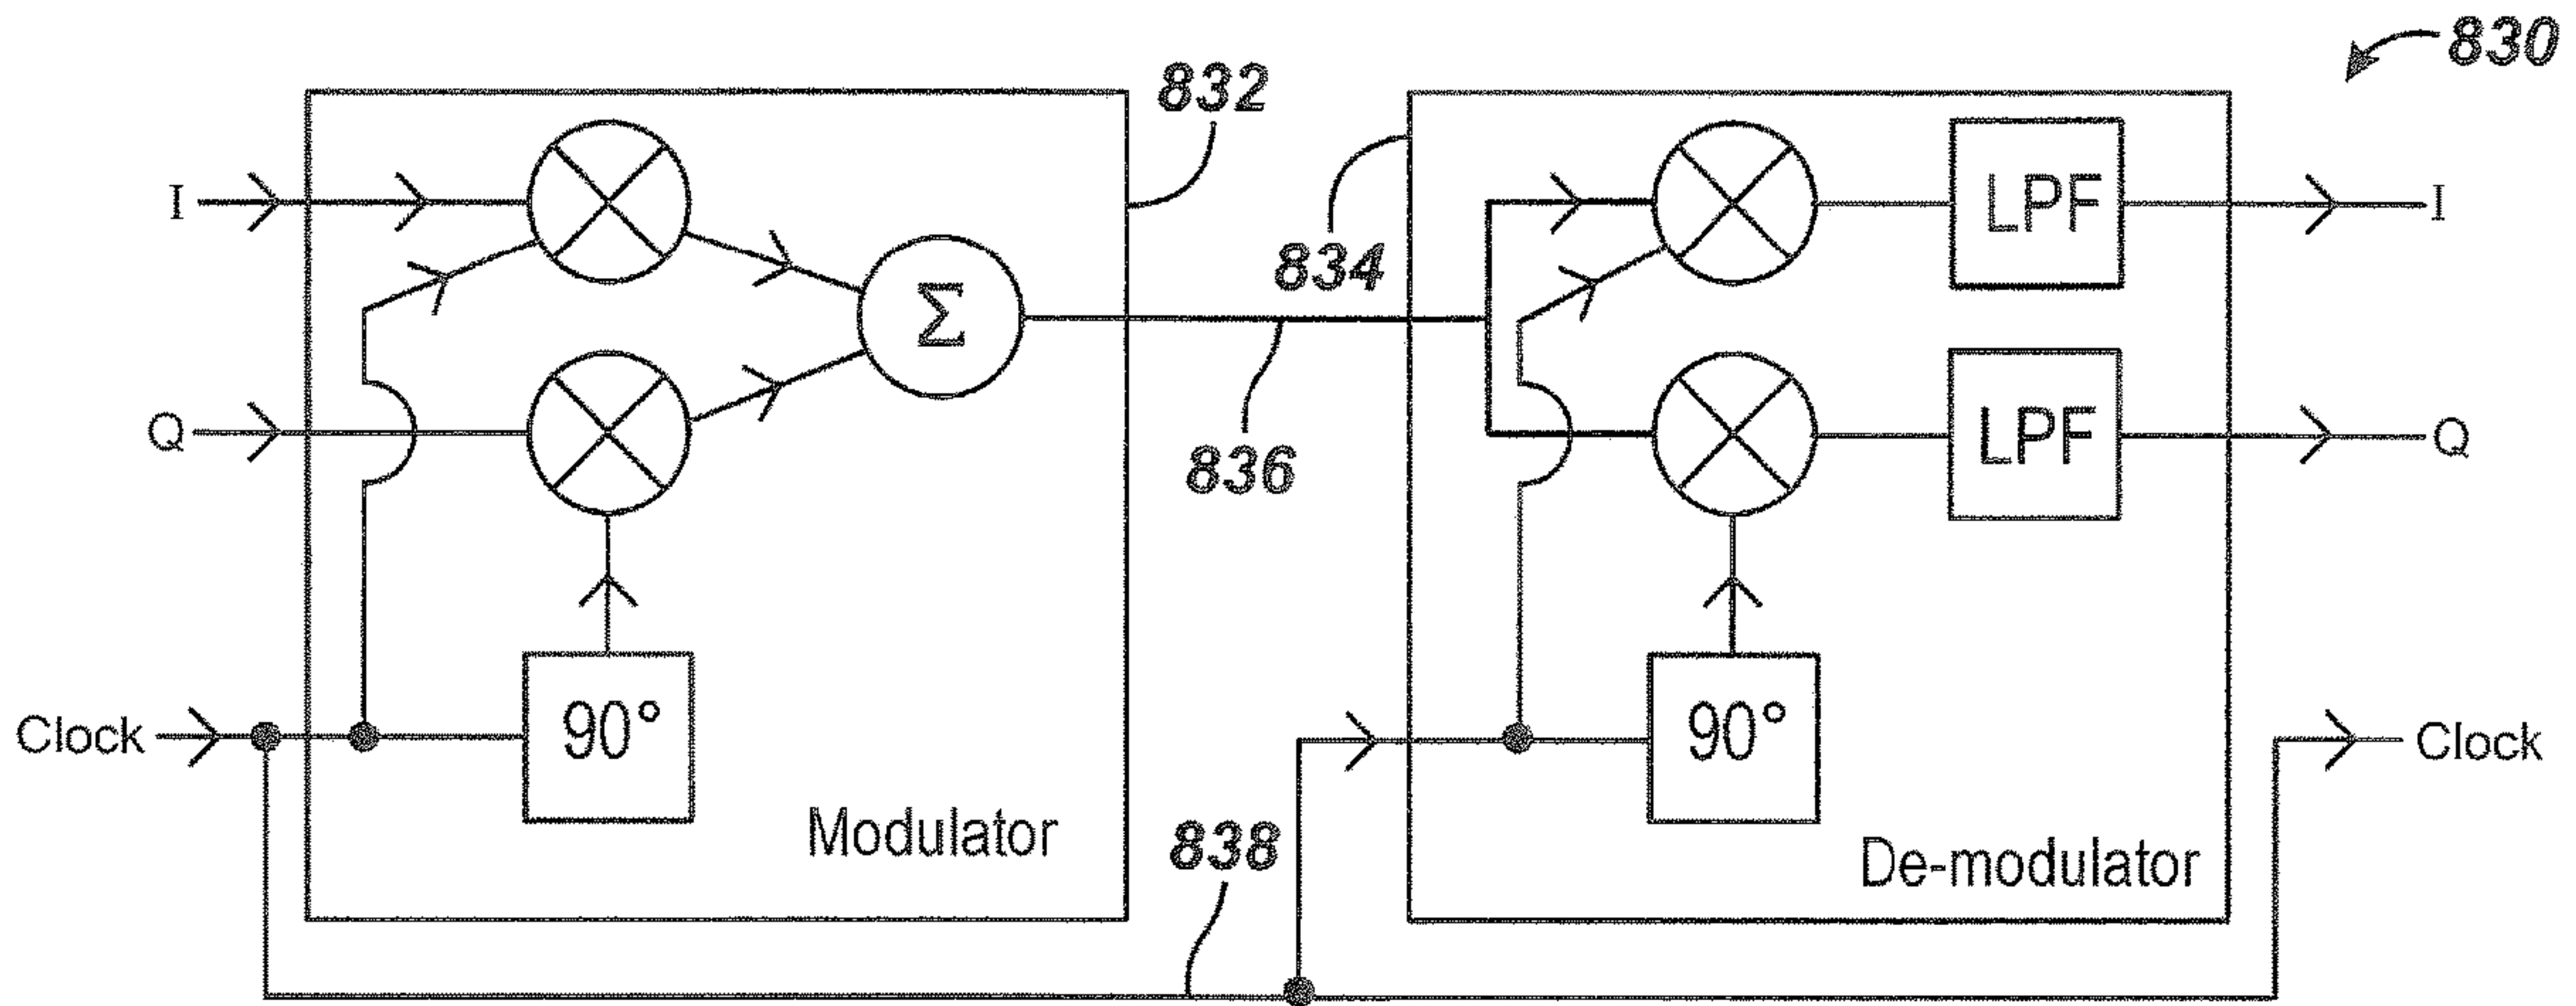 830
832
I
LPF
I
834
Σ
Q
LPF
Q
836
90°
90°
Clock
Clock
Modulator
838
De-modulator